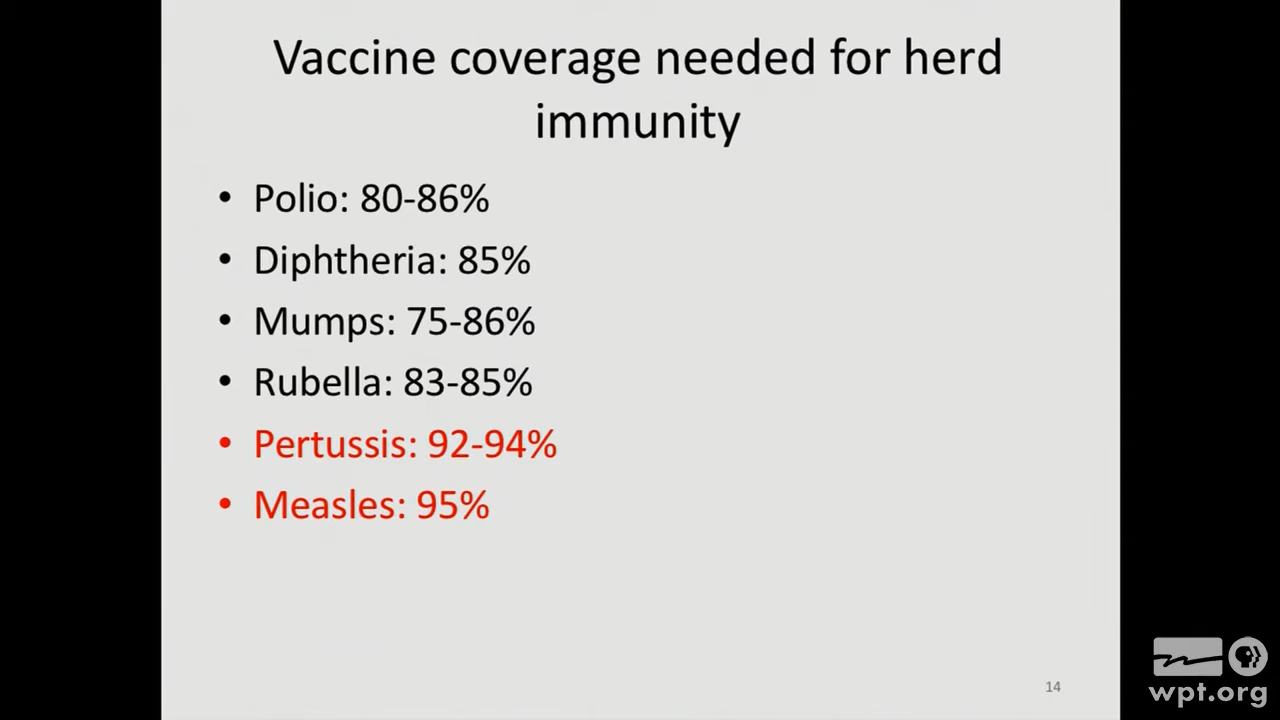 Vaccine coverage needed for herd
immunity
• Polio: 80-86%
• Diphtheria: 85%
• Mumps: 75-86%
• Rubella: 83-85%
• Pertussis: 92-94%
• Measles: 95%
14
wpt.org